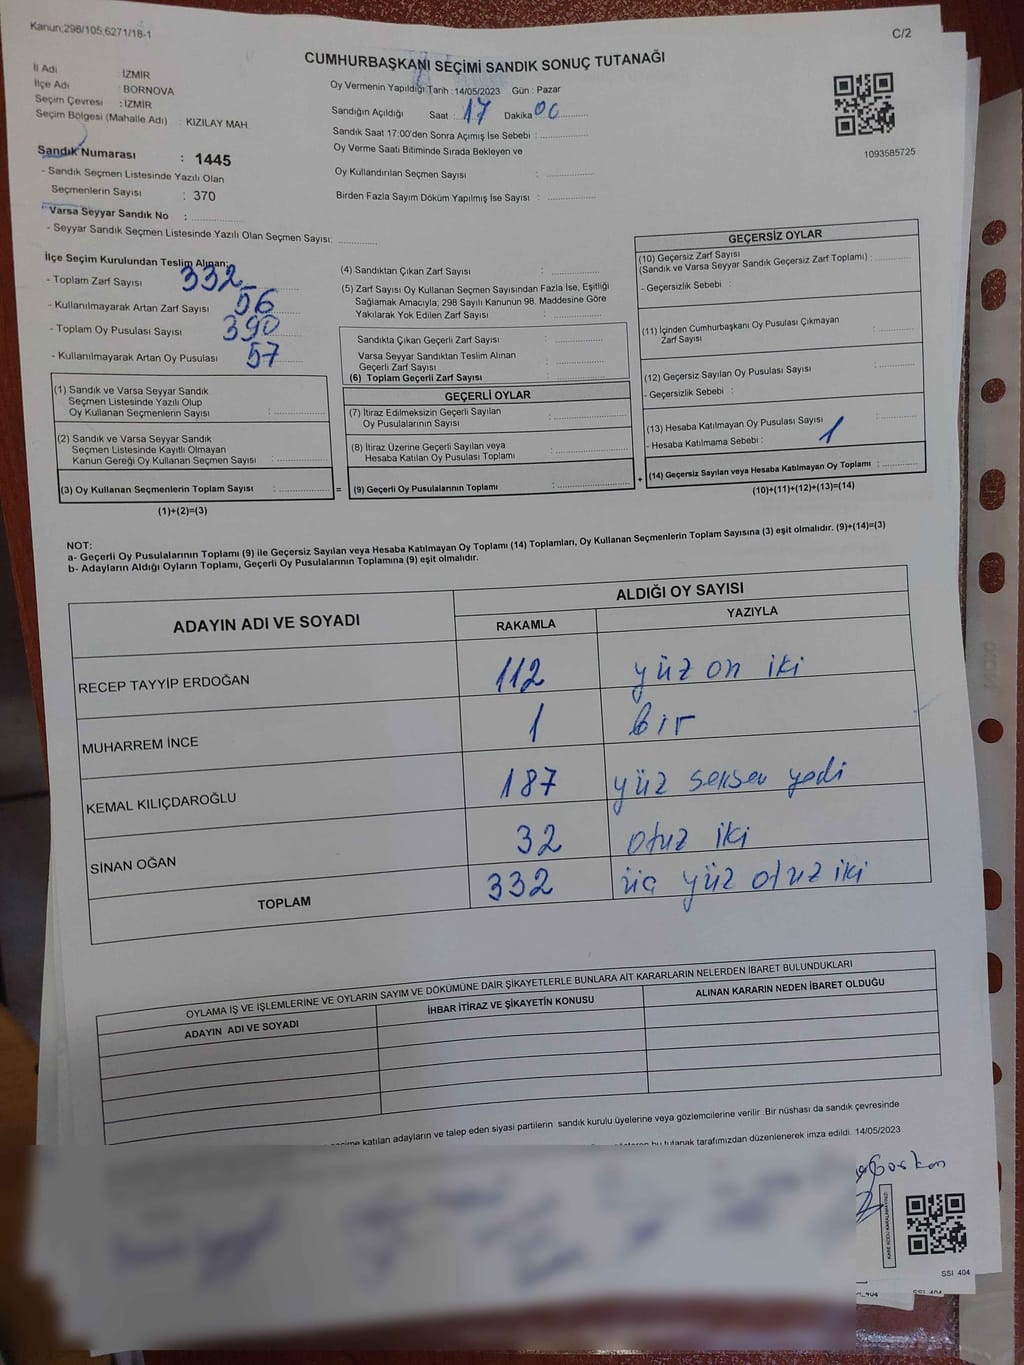 Kanun;298/105,6271/18-1
C/2
CUMHURBAŞKANI SEÇİMİ SANDIK SONUÇ TUTANAĞI
İl Adı : İZMİR
İlçe Adı : BORNOVA
Seçim Çevresi : İZMİR
Seçim Bölgesi (Mahalle Adı) : KIZILAY MAH
Sandık Numarası : 1445
- Sandık Seçmen Listesinde Yazılı Olan
Seçmenlerin Sayısı : 370
Varsa Seyyar Sandık No :
- Seyyar Sandık Seçmen Listesinde Yazılı Olan Seçmen Sayısı:
Oy Vermenin Yapıldığı Tarih : 14/05/2023 Gün : Pazar
Sandığın Açıldığı Saat : 17 Dakika 00
Sandık Saat 17:00'den Sonra Açımış İse Sebebi :
Oy Verme Saati Bitiminde Sırada Bekleyen ve
Oy Kullandırılan Seçmen Sayısı :
Birden Fazla Sayım Döküm Yapılmış İse Sayısı :
1093585725
İlçe Seçim Kurulundan Teslim Alınan;
- Toplam Zarf Sayısı 332
- Kullanılmayarak Artan Zarf Sayısı 56
- Toplam Oy Pusulası Sayısı 390
- Kullanılmayarak Artan Oy Pusulası 57
(1) Sandık ve Varsa Seyyar Sandık
Seçmen Listesinde Yazılı Olup
Oy Kullanan Seçmenlerin Sayısı :
(2) Sandık ve Varsa Seyyar Sandık
Seçmen Listesinde Kayıtlı Olmayan
Kanun Gereği Oy Kullanan Seçmen Sayısı :
(3) Oy Kullanan Seçmenlerin Toplam Sayısı : =
(1)+(2)=(3)
(4) Sandıktan Çıkan Zarf Sayısı :
(5) Zarf Sayısı Oy Kullanan Seçmen Sayısından Fazla İse, Eşitliği
Sağlamak Amacıyla; 298 Sayılı Kanunun 98. Maddesine Göre
Yakılarak Yok Edilen Zarf Sayısı :
Sandıkta Çıkan Geçerli Zarf Sayısı :
Varsa Seyyar Sandıktan Teslim Alınan
Geçerli Zarf Sayısı :
(6) Toplam Geçerli Zarf Sayısı :
GEÇERLİ OYLAR
(7) İtiraz Edilmeksizin Geçerli Sayılan
Oy Pusulalarının Sayısı :
(8) İtiraz Üzerine Geçerli Sayılan veya
Hesaba Katılan Oy Pusulası Toplamı :
(9) Geçerli Oy Pusulalarının Toplamı : +
GEÇERSİZ OYLAR
(10) Geçersiz Zarf Sayısı
(Sandık ve Varsa Seyyar Sandık Geçersiz Zarf Toplamı) :
- Geçersizlik Sebebi :
(11) İçinden Cumhurbaşkanı Oy Pusulası Çıkmayan
Zarf Sayısı :
(12) Geçersiz Sayılan Oy Pusulası Sayısı :
- Geçersizlik Sebebi :
(13) Hesaba Katılmayan Oy Pusulası Sayısı :
- Hesaba Katılmama Sebebi : 1
(14) Geçersiz Sayılan veya Hesaba Katılmayan Oy Toplamı :
(10)+(11)+(12)+(13)=(14)
NOT:
a- Geçerli Oy Pusulalarının Toplamı (9) ile Geçersiz Sayılan veya Hesaba Katılmayan Oy Toplamı (14) Toplamları, Oy Kullanan Seçmenlerin Toplam Sayısına (3) eşit olmalıdır. (9)+(14)=(3)
b- Adayların Aldığı Oyların Toplamı, Geçerli Oy Pusulalarının Toplamına (9) eşit olmalıdır.
ADAYIN ADI VE SOYADI ALDIĞI OY SAYISI
RAKAMLA YAZIYLA
RECEP TAYYİP ERDOĞAN 112 yüz on iki
MUHARREM İNCE 1 bir
KEMAL KILIÇDAROĞLU 187 yüz seksen yedi
SİNAN OĞAN 32 otuz iki
TOPLAM 332 üç yüz otuz iki
OYLAMA İŞ VE İŞLEMLERİNE VE OYLARIN SAYIM VE DÖKÜMÜNE DAİR ŞİKAYETLERLE BUNLARA AİT KARARLARIN NELERDEN İBARET BULUNDUKLARI
ADAYIN ADI VE SOYADI İHBAR İTİRAZ VE ŞİKAYETİN KONUSU ALINAN KARARIN NEDEN İBARET OLDUĞU
katılan adayların ve talep eden siyasi partilerin sandık kurulu üyelerine veya gözlemcilerine verilir. Bir nüshası da sandık çevresinde
bu tutanak tarafımızdan düzenlenerek imza edildi. 14/05/2023
SSI 404